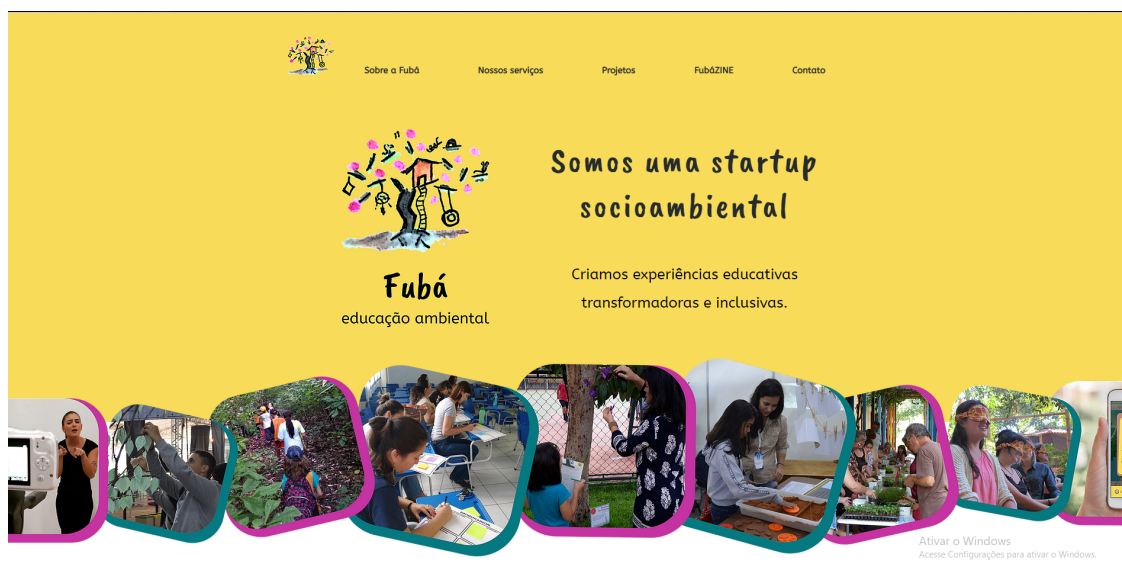 Sobre a Fubá
Nossos serviços
Projetos
FubáZINE
Contato
Somos uma startup
socioambiental
Fubá
educação ambiental
Criamos experiências educativas
transformadoras e inclusivas.
Ativar o Windows
Acesse Configurações para ativar o Windows.